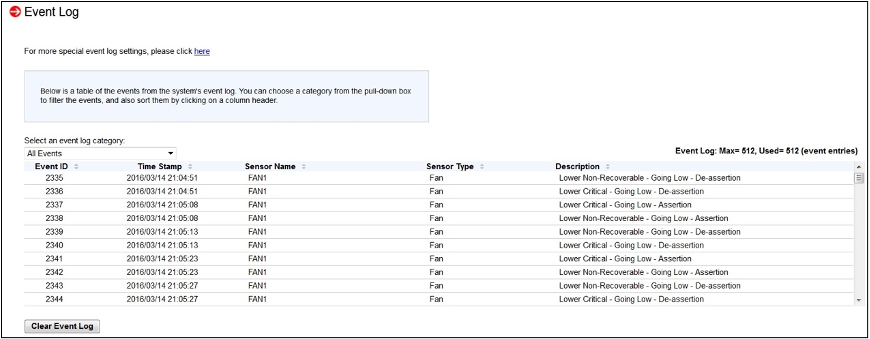 Event Log
For more special event log settings, please click here
Below is a table of the events from the system's event log. You can choose a category from the pull-down box
to filter the events, and also sort them by clicking on a column header.
Select an event log category:
All Events
Event Log: Max= 512, Used= 512 (event entries)
Event ID Time Stamp Sensor Name Sensor Type Description
2335 2016/03/14 21:04:51 FAN1 Fan Lower Non-Recoverable - Going Low - De-assertion
2336 2016/03/14 21:04:51 FAN1 Fan Lower Critical - Going Low - De-assertion
2337 2016/03/14 21:05:08 FAN1 Fan Lower Critical - Going Low - Assertion
2338 2016/03/14 21:05:08 FAN1 Fan Lower Non-Recoverable - Going Low - Assertion
2339 2016/03/14 21:05:13 FAN1 Fan Lower Non-Recoverable - Going Low - De-assertion
2340 2016/03/14 21:05:13 FAN1 Fan Lower Critical - Going Low - De-assertion
2341 2016/03/14 21:05:23 FAN1 Fan Lower Critical - Going Low - Assertion
2342 2016/03/14 21:05:23 FAN1 Fan Lower Non-Recoverable - Going Low - Assertion
2343 2016/03/14 21:05:27 FAN1 Fan Lower Non-Recoverable - Going Low - De-assertion
2344 2016/03/14 21:05:27 FAN1 Fan Lower Critical - Going Low - De-assertion
Clear Event Log